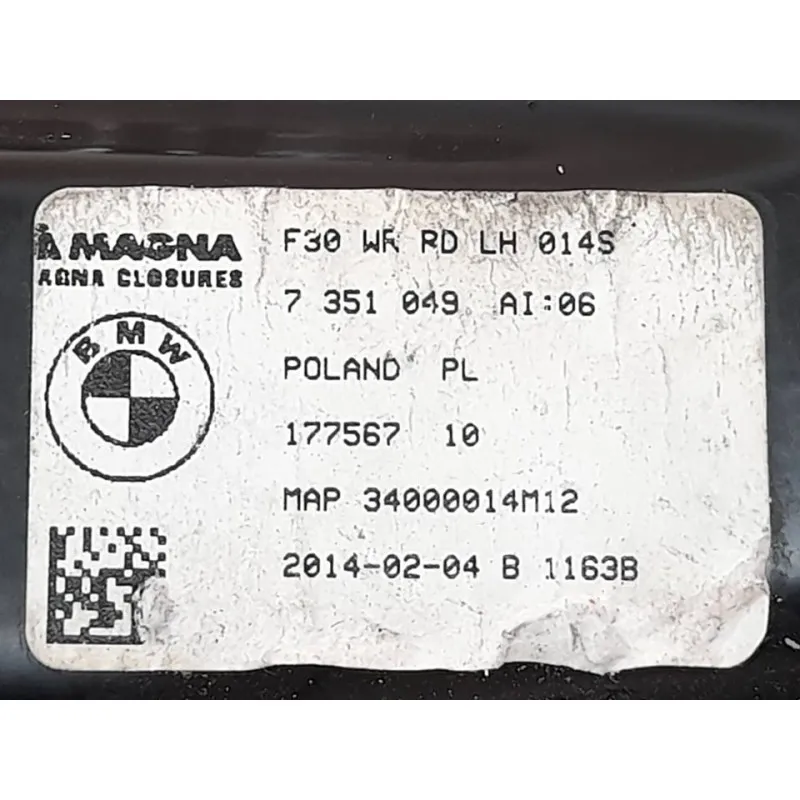 MAGNA
AGNA CLOSURES
BMW
F30 WR RD LH 014S
7 351 049 AI:06
POLAND PL
177567 10
MAP 34000014M12
2014-02-04 B 1163B